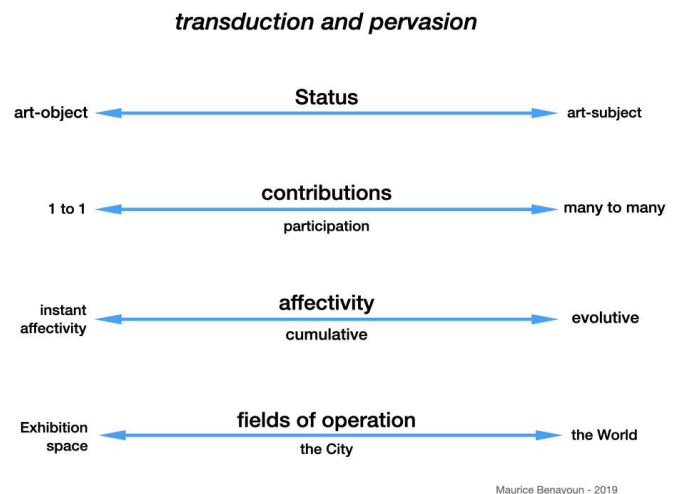 transduction and pervasion
Status
art-object
art-subject
contributions
1 to 1
many to many
participation
affectivity
instant
affectivity
evolutive
cumulative
fields of operation
Exhibition
space
the World
the City
Maurice Benayoun - 2019